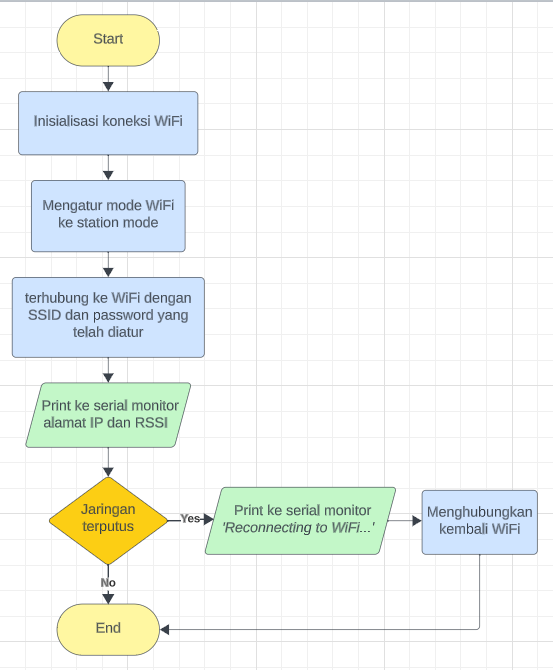 Start
Inisialisasi koneksi WiFi
Mengatur mode WiFi
ke station mode
terhubung ke WiFi dengan
SSID dan password yang
telah diatur
Print ke serial monitor
alamat IP dan RSSI
Jaringan
terputus
Yes
Print ke serial monitor
'Reconnecting to WiFi...'
Menghubungkan
kembali WiFi
No
End